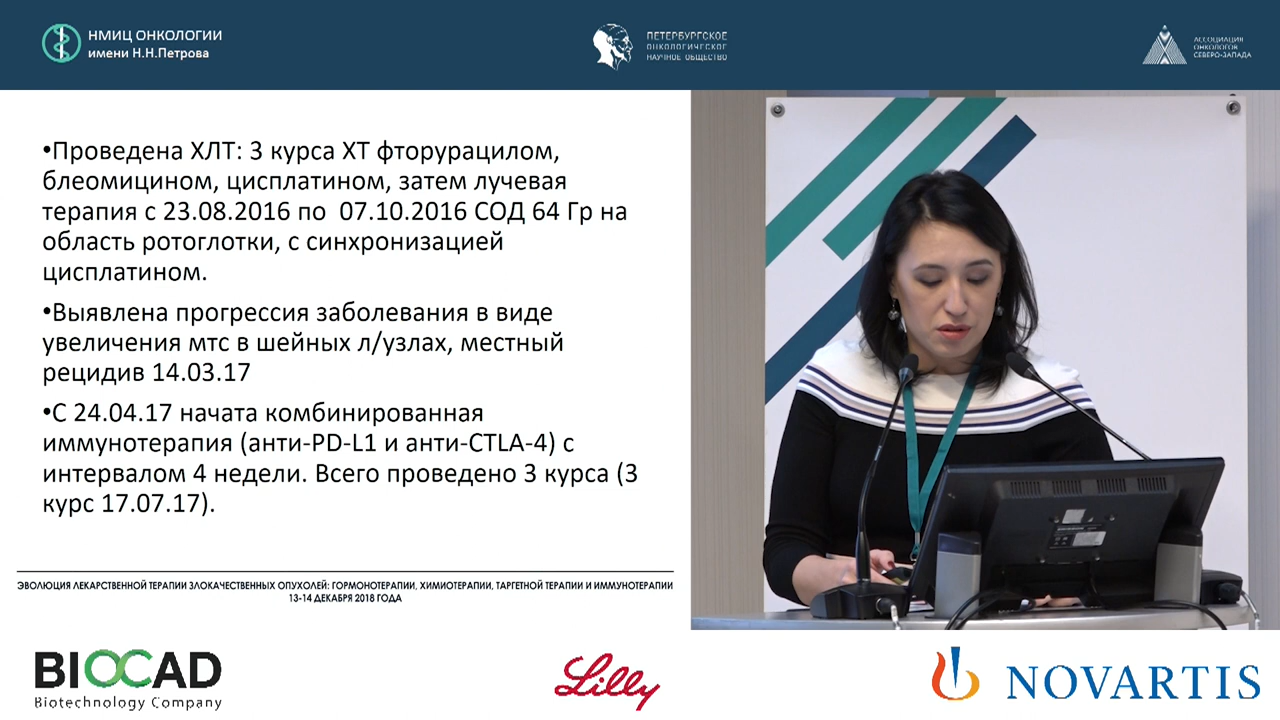 НМИЦ ОНКОЛОГИИ
имени Н.Н.Петрова
ПЕТЕРБУРГСКОЕ
ОНКОЛОГИЧЕСКОЕ
НАУЧНОЕ ОБЩЕСТВО
АССОЦИАЦИЯ
ОНКОЛОГОВ
СЕВЕРО-ЗАПАДА
•Проведена ХЛТ: 3 курса ХТ фторурацилом,
блеомицином, цисплатином, затем лучевая
терапия с 23.08.2016 по 07.10.2016 СОД 64 Гр на
область ротоглотки, с синхронизацией
цисплатином.
•Выявлена прогрессия заболевания в виде
увеличения мтс в шейных л/узлах, местный
рецидив 14.03.17
•С 24.04.17 начата комбинированная
иммунотерапия (анти-PD-L1 и анти-CTLA-4) с
интервалом 4 недели. Всего проведено 3 курса (3
курс 17.07.17).
ЭВОЛЮЦИЯ ЛЕКАРСТВЕННОЙ ТЕРАПИИ ЗЛОКАЧЕСТВЕННЫХ ОПУХОЛЕЙ: ГОРМОНОТЕРАПИИ, ХИМИОТЕРАПИИ, ТАРГЕТНОЙ ТЕРАПИИ И ИММУНОТЕРАПИИ
13-14 ДЕКАБРЯ 2018 ГОДА
BIOCAD
Biotechnology Company
Lilly
NOVARTIS